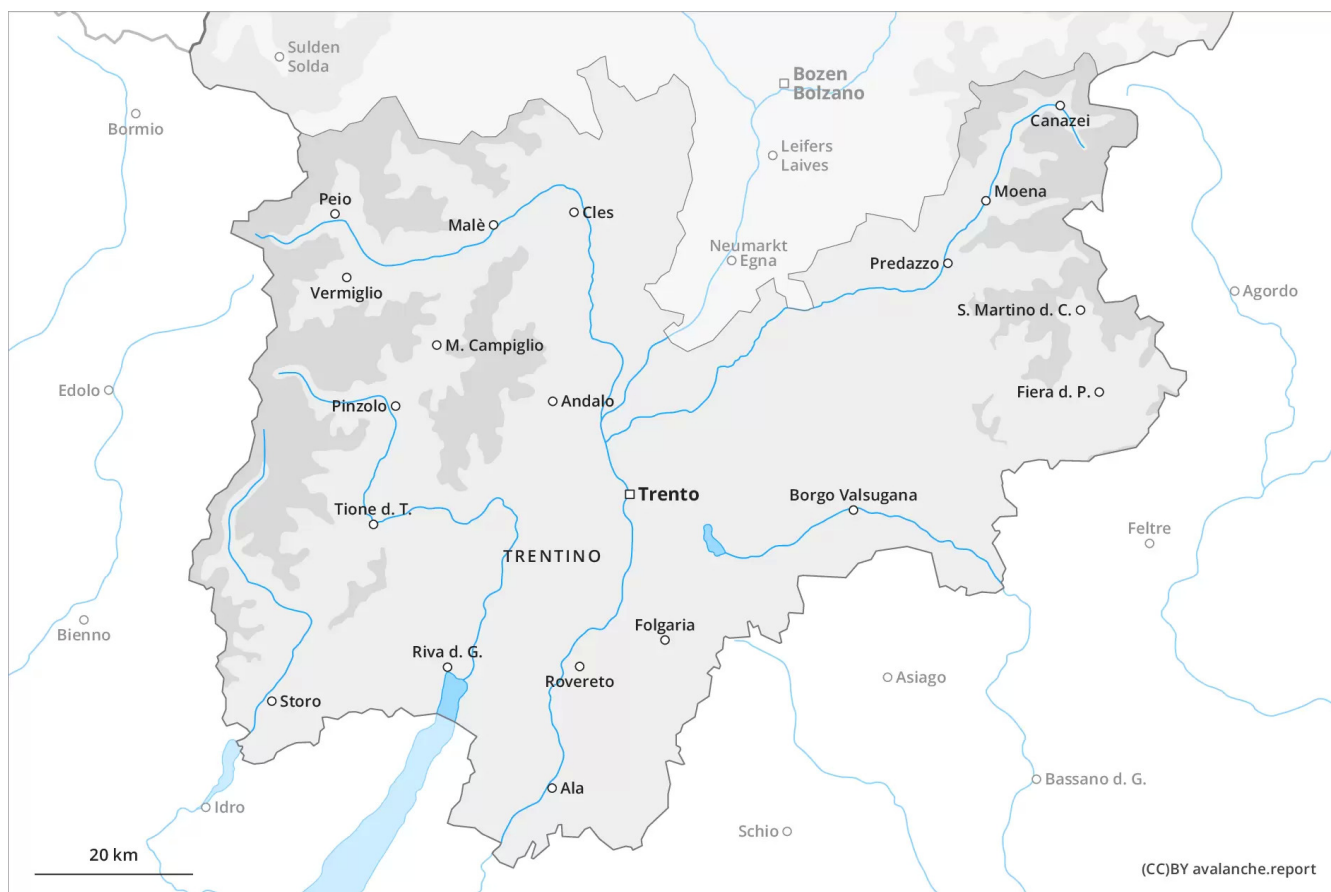 Sulden
Solda
Bozen
Bolzano
Bormio
Canazei
Leifers
Laives
Peio
Moena
Malè
Cles
Neumarkt
Egna
Predazzo
Vermiglio
Agordo
S. Martino d. C.
M. Campiglio
Edolo
Fiera d. P.
Pinzolo
Andalo
Trento
Borgo Valsugana
Tione d. T.
Feltre
TRENTINO
Bienno
Folgaria
Riva d. G.
Asiago
Rovereto
Storo
Bassano d. G.
Ala
Idro
Schio
20 km
(CC)BY avalanche.report